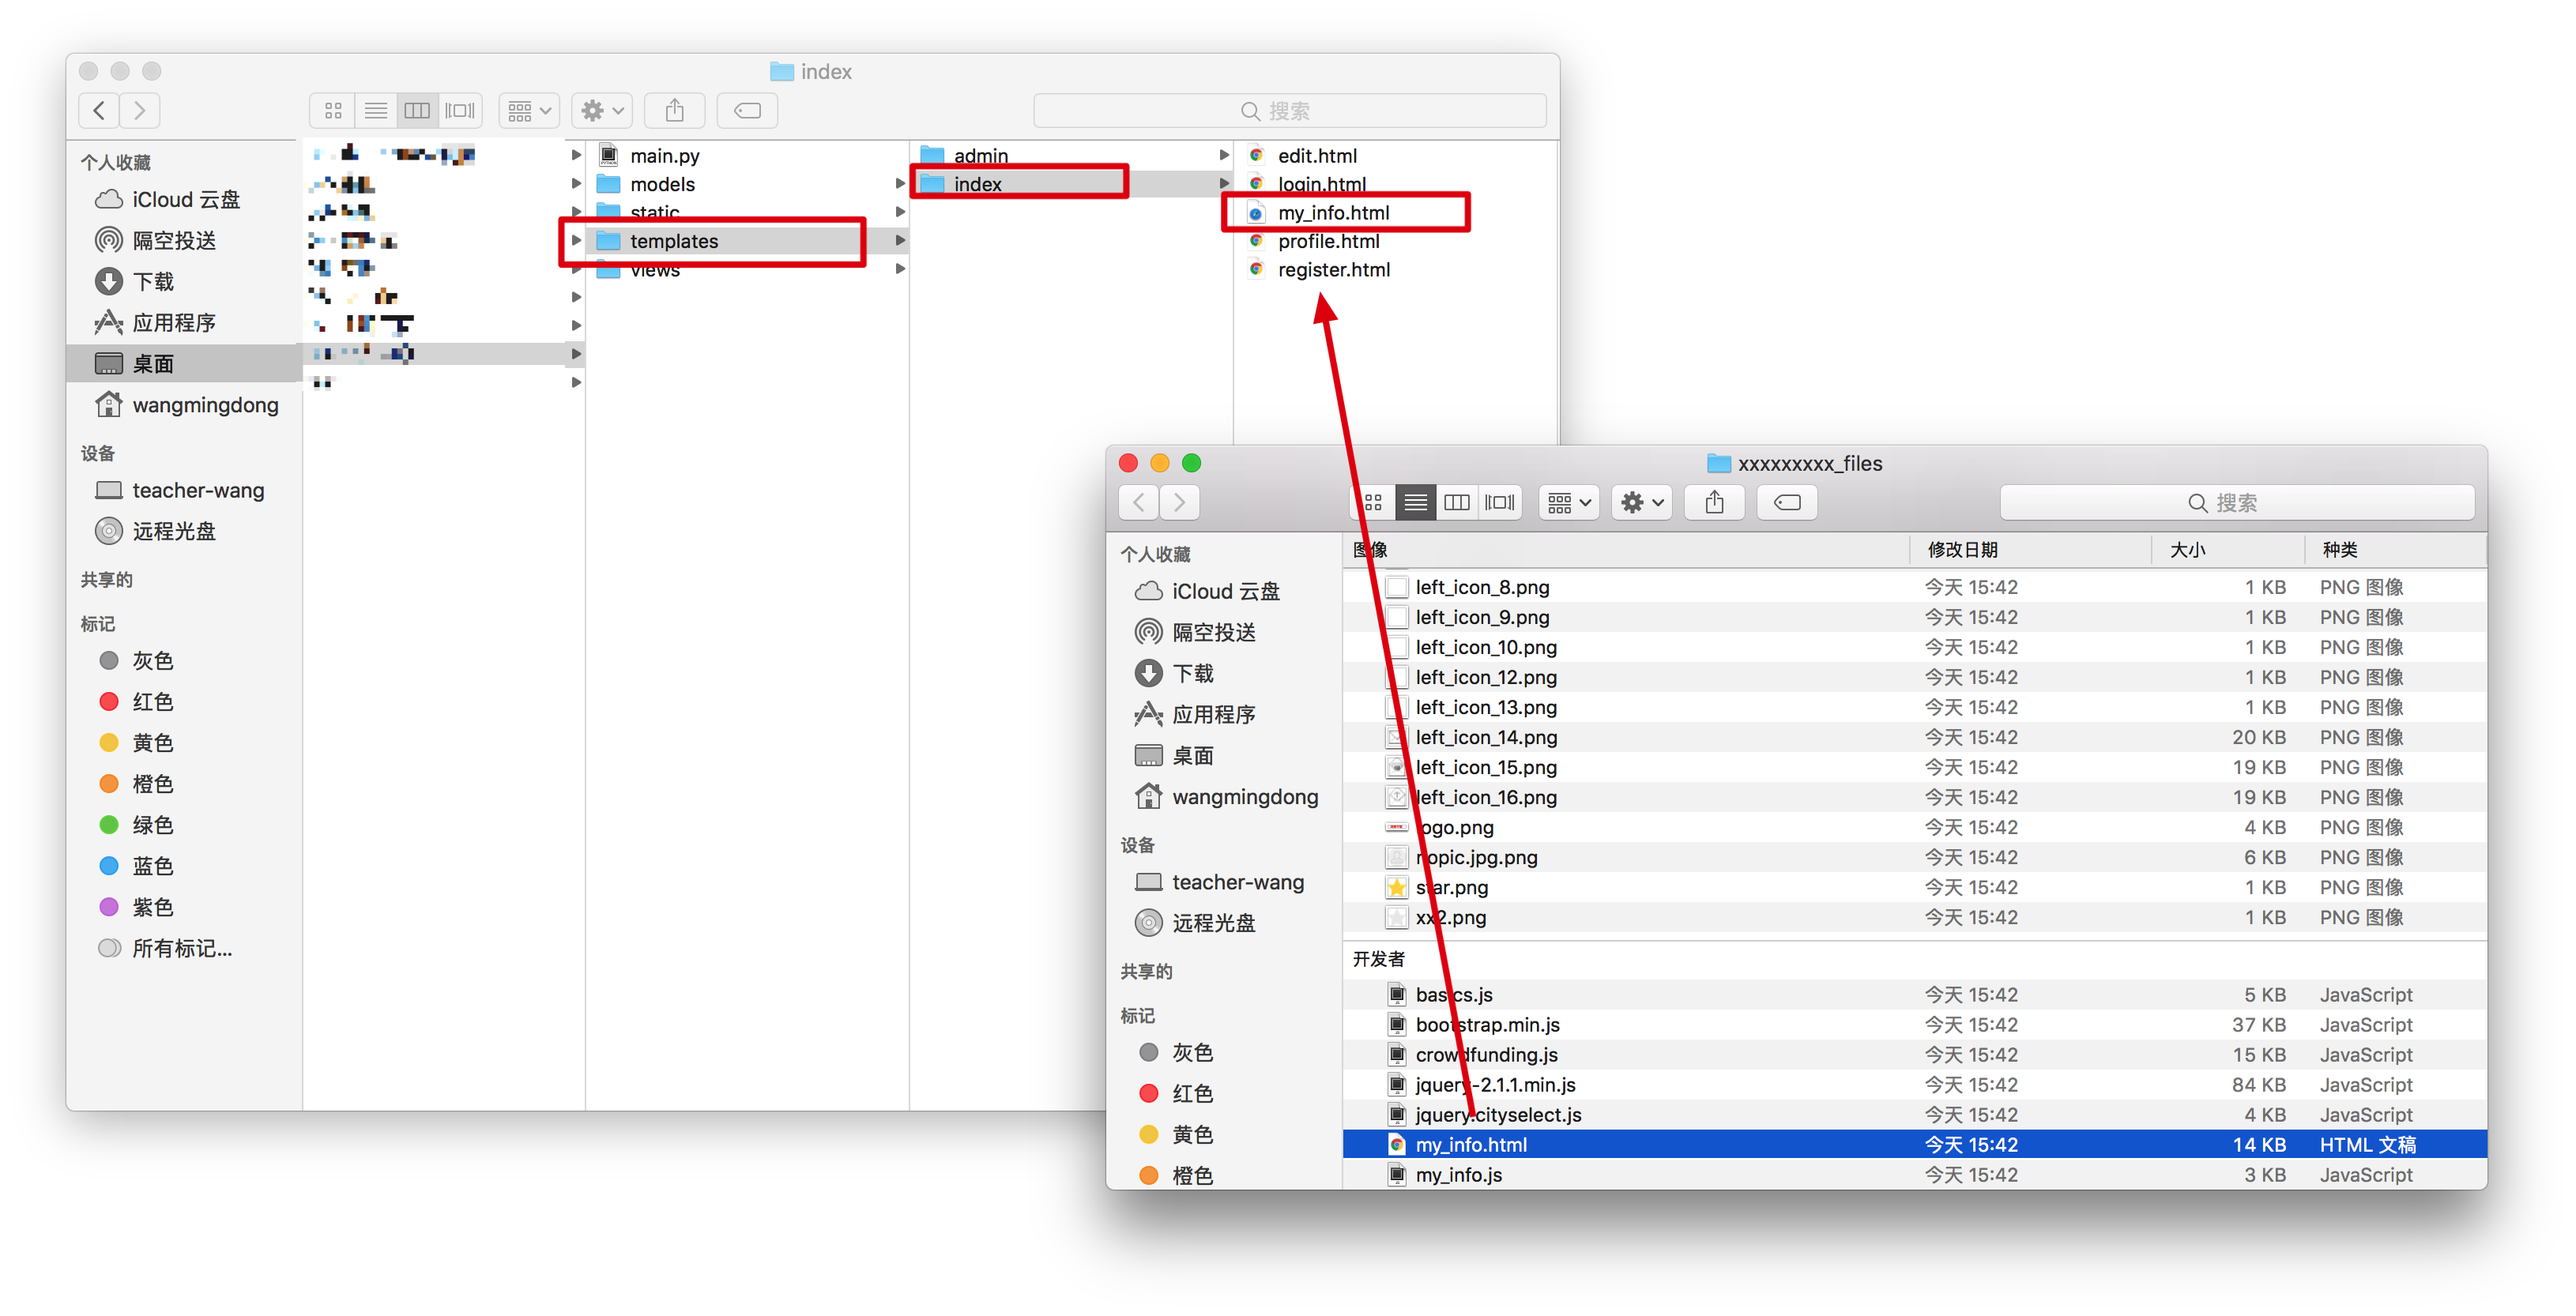 index
搜索
个人收藏
iCloud 云盘
隔空投送
下载
应用程序
桌面
wangmingdong
设备
teacher-wang
远程光盘
共享的
标记
灰色
红色
黄色
橙色
绿色
蓝色
紫色
所有标记...
main.py
models
static
templates
views
admin
index
edit.html
login.html
my_info.html
profile.html
register.html
xxxxxxxxx_files
搜索
个人收藏
iCloud 云盘
隔空投送
下载
应用程序
桌面
wangmingdong
设备
teacher-wang
远程光盘
共享的
标记
灰色
红色
黄色
橙色
图像 修改日期 大小 种类
left_icon_8.png 今天 15:42 1 KB PNG 图像
left_icon_9.png 今天 15:42 1 KB PNG 图像
left_icon_10.png 今天 15:42 1 KB PNG 图像
left_icon_12.png 今天 15:42 1 KB PNG 图像
left_icon_13.png 今天 15:42 1 KB PNG 图像
left_icon_14.png 今天 15:42 20 KB PNG 图像
left_icon_15.png 今天 15:42 19 KB PNG 图像
left_icon_16.png 今天 15:42 19 KB PNG 图像
logo.png 今天 15:42 4 KB PNG 图像
nopic.jpg.png 今天 15:42 6 KB PNG 图像
star.png 今天 15:42 1 KB PNG 图像
xx2.png 今天 15:42 1 KB PNG 图像
开发者
basics.js 今天 15:42 5 KB JavaScript
bootstrap.min.js 今天 15:42 37 KB JavaScript
crowdfunding.js 今天 15:42 15 KB JavaScript
jquery-2.1.1.min.js 今天 15:42 84 KB JavaScript
jquery.cityselect.js 今天 15:42 4 KB JavaScript
my_info.html 今天 15:42 14 KB HTML 文稿
my_info.js 今天 15:42 3 KB JavaScript